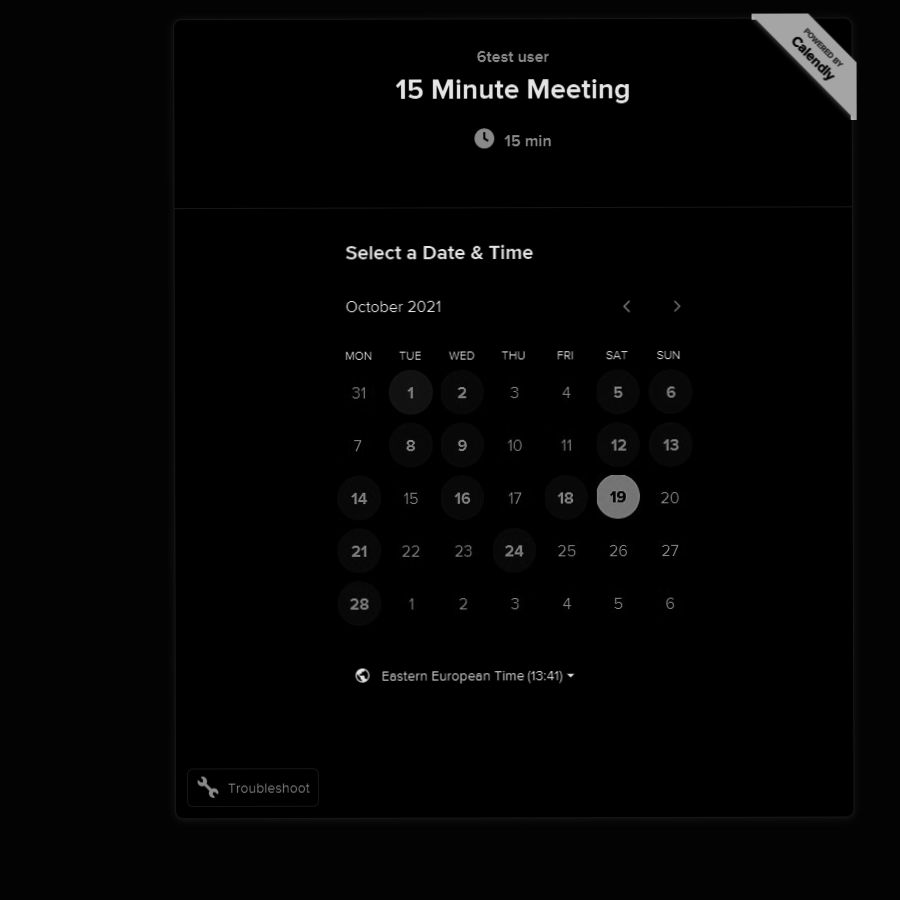 POWERED BY
Calendly
6test user
15 Minute Meeting
15 min
Select a Date & Time
October 2021
MON TUE WED THU FRI SAT SUN
31 1 2 3 4 5 6
7 8 9 10 11 12 13
14 15 16 17 18 19 20
21 22 23 24 25 26 27
28 1 2 3 4 5 6
Eastern European Time (13:41)
Troubleshoot